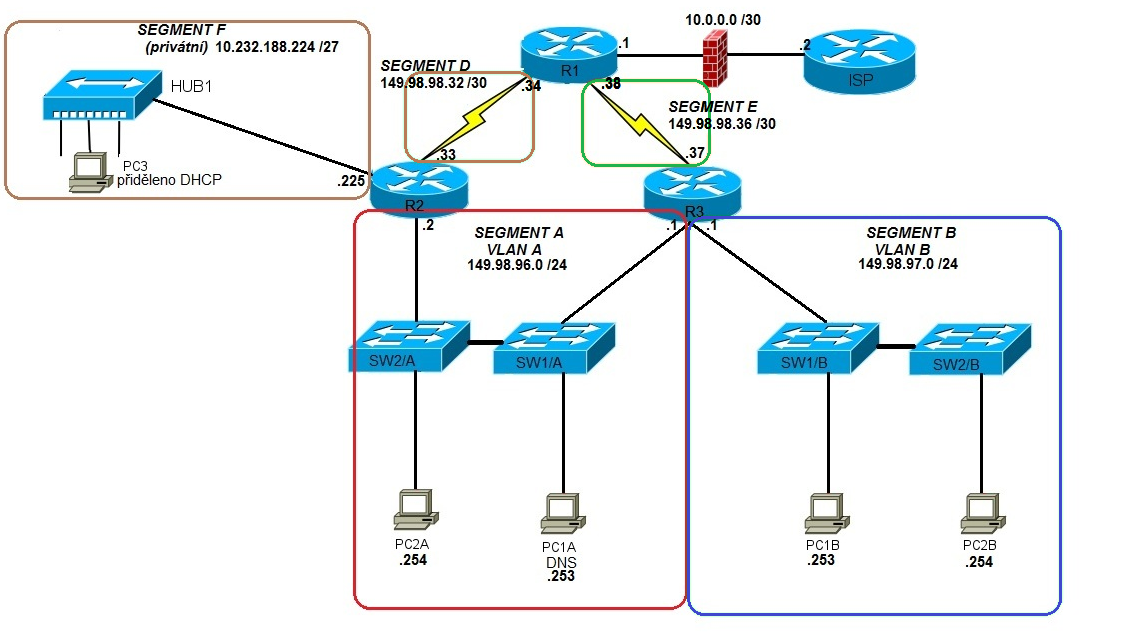 SEGMENT F
(privátní) 10.232.188.224 /27
HUB1
PC3
přiděleno DHCP
.225
SEGMENT D
149.98.98.32 /30
.34
.33
R1
.1
10.0.0.0 /30
.2
ISP
.38
SEGMENT E
149.98.98.36 /30
.37
R2
.2
R3
.1
.1
SEGMENT A
VLAN A
149.98.96.0 /24
SEGMENT B
VLAN B
149.98.97.0 /24
SW2/A
SW1/A
SW1/B
SW2/B
PC2A
.254
PC1A
DNS
.253
PC1B
.253
PC2B
.254